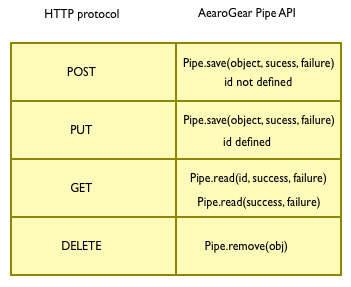 HTTP protocol AearoGear Pipe API
POST
Pipe.save(object, sucess, failure)
id not defined
PUT
Pipe.save(object, sucess, failure)
id defined
GET
Pipe.read(id, success, failure)
Pipe.read(success, failure)
DELETE Pipe.remove(obj)